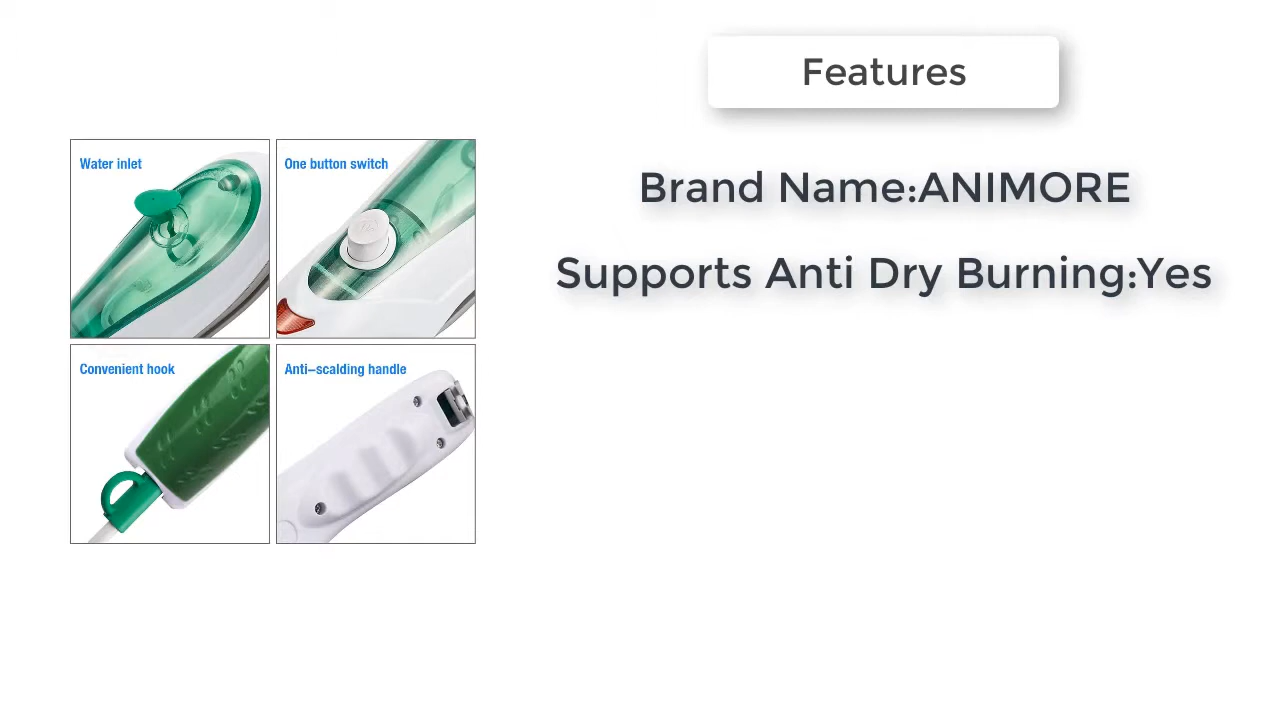 Features
Water inlet
One button switch
Brand Name:ANIMORE
Supports Anti Dry Burning:Yes
Convenient hook
Anti-scalding handle